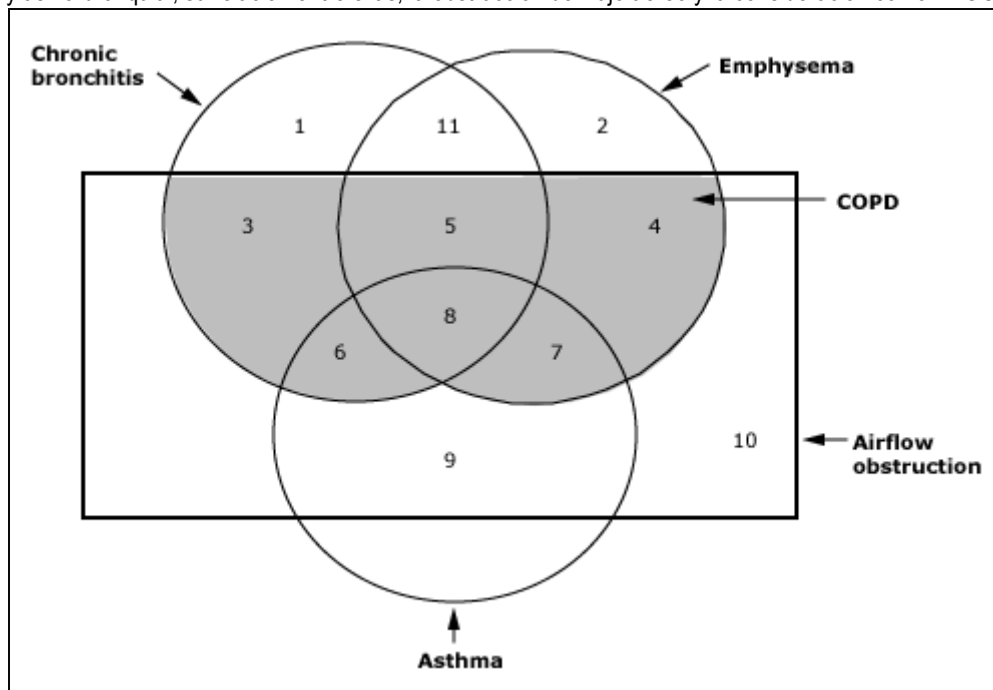 Chronic
bronchitis
Emphysema
1
11
2
COPD
3
5
4
8
6
7
10
Airflow
obstruction
9
Asthma